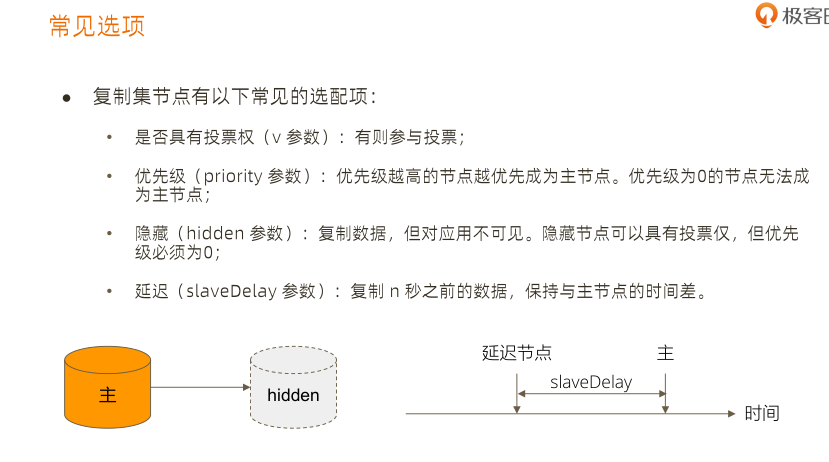 常见选项
极客
● 复制集节点有以下常见的选配项：
• 是否具有投票权（v 参数）：有则参与投票；
• 优先级（priority 参数）：优先级越高的节点越优先成为主节点。优先级为0的节点无法成
为主节点；
• 隐藏（hidden 参数）：复制数据，但对应用不可见。隐藏节点可以具有投票仅，但优先
级必须为0；
• 延迟（slaveDelay 参数）：复制 n 秒之前的数据，保持与主节点的时间差。
延迟节点 主
slaveDelay
主
hidden
时间